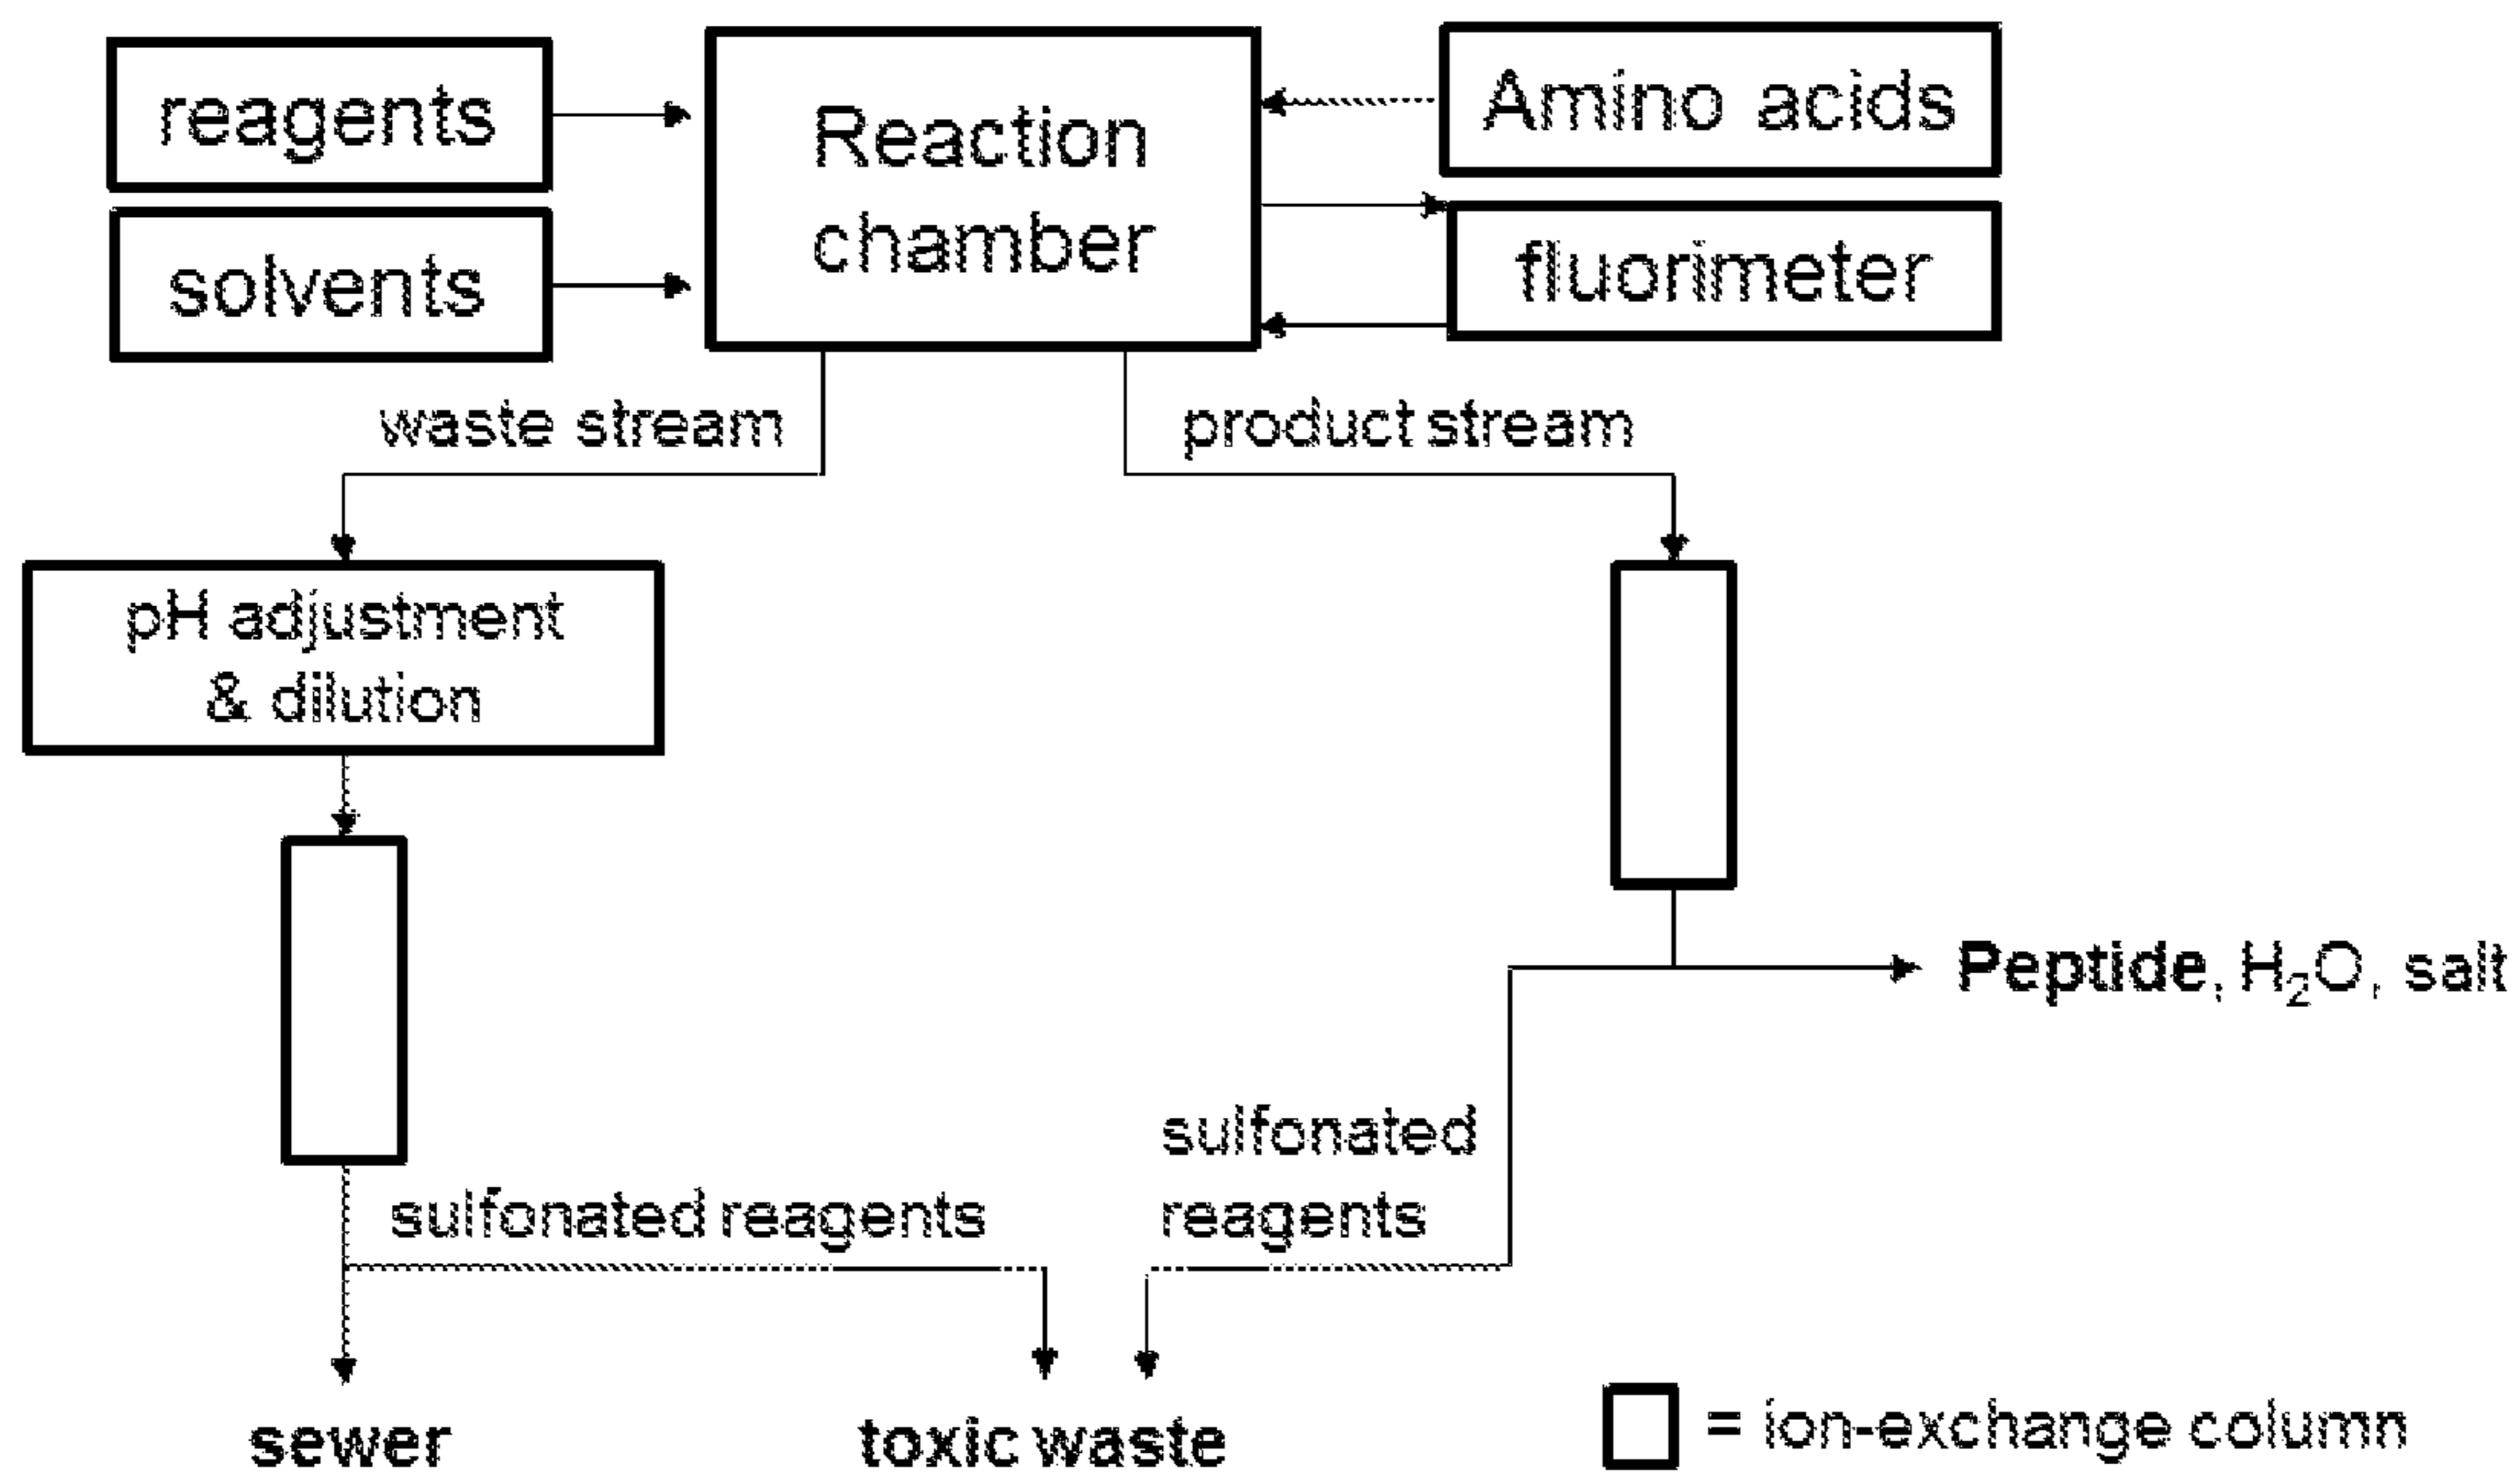 reagents
solvents
Reaction
chamber
Amino acids
fluorimeter
waste stream
product stream
pH adjustment
& dilution
Peptide, H₂O, salt
sulfonated reagents
sulfonated
reagents
sewer
toxic waste
= ion-exchange column